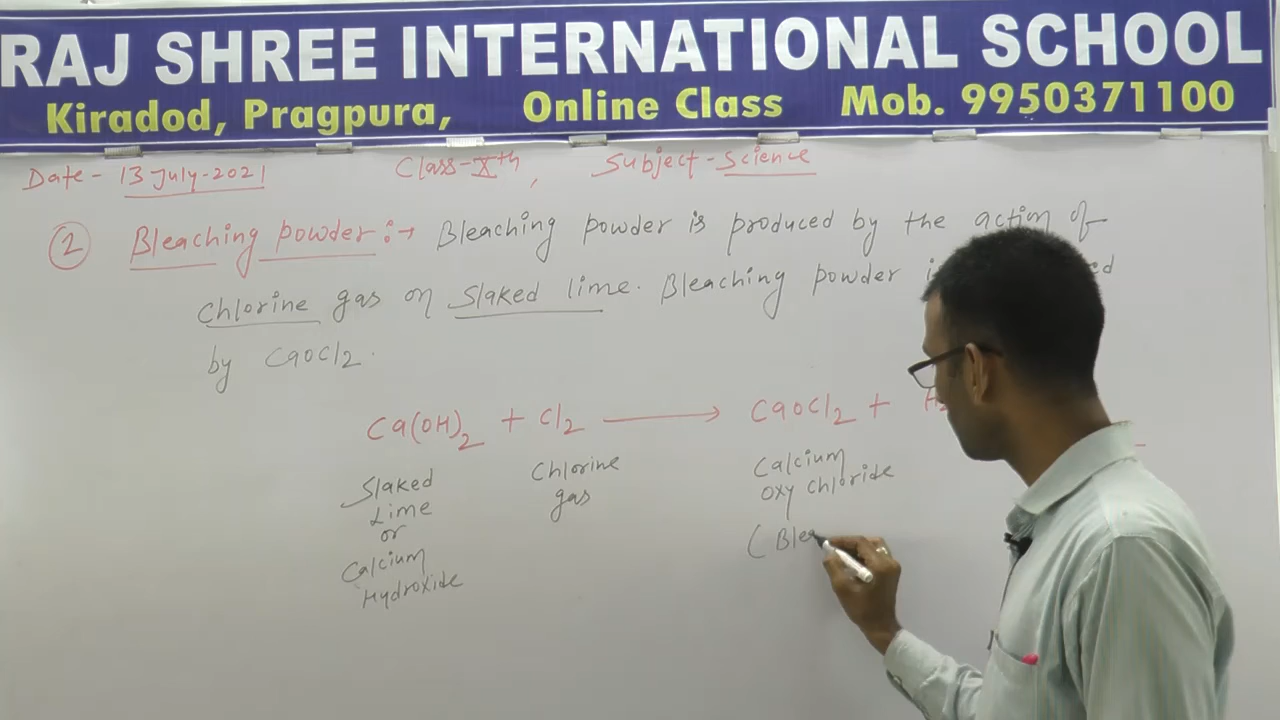 RAJ SHREE INTERNATIONAL SCHOOL
Kiradod, Pragpura, Online Class Mob. 9950371100
Date - 13 July-2021 Class-Xth, Subject-Science
② Bleaching powder:→ Bleaching powder is produced by the action of
Chlorine gas on Slaked lime. Bleaching powder
by CaOCl2.
Ca(OH)2 + Cl2 → CaOCl2 +
Slaked Lime or Calcium Hydroxide
Chlorine gas
Calcium Oxy Chloride
(Blea